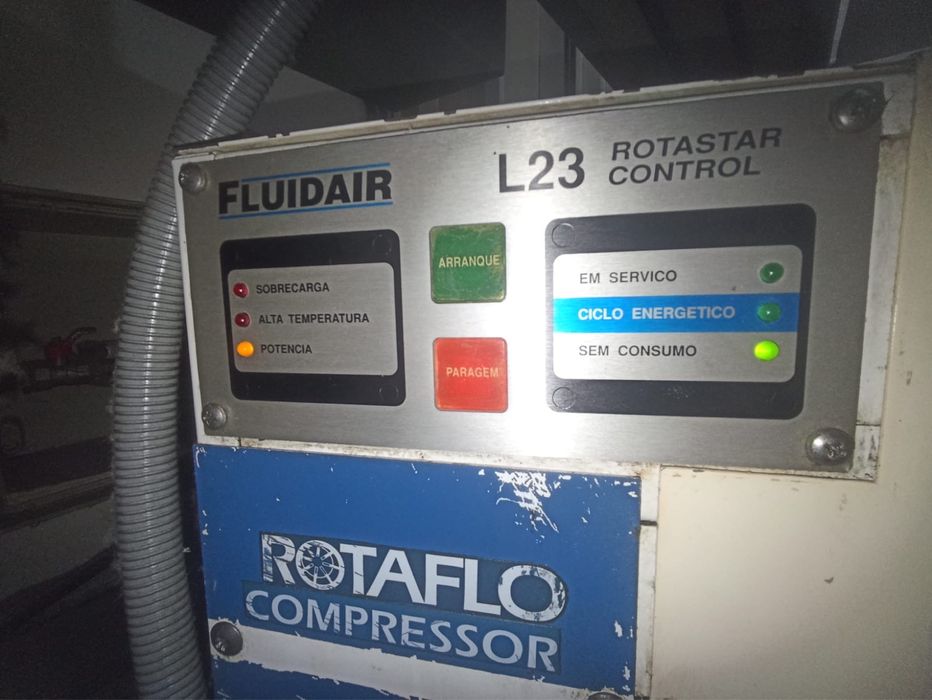 FLUIDAIR
L23 ROTASTAR CONTROL
SOBRECARGA
ALTA TEMPERATURA
POTENCIA
ARRANQUE
PARAGEM
EM SERVICO
CICLO ENERGETICO
SEM CONSUMO
ROTAFLO
COMPRESSOR